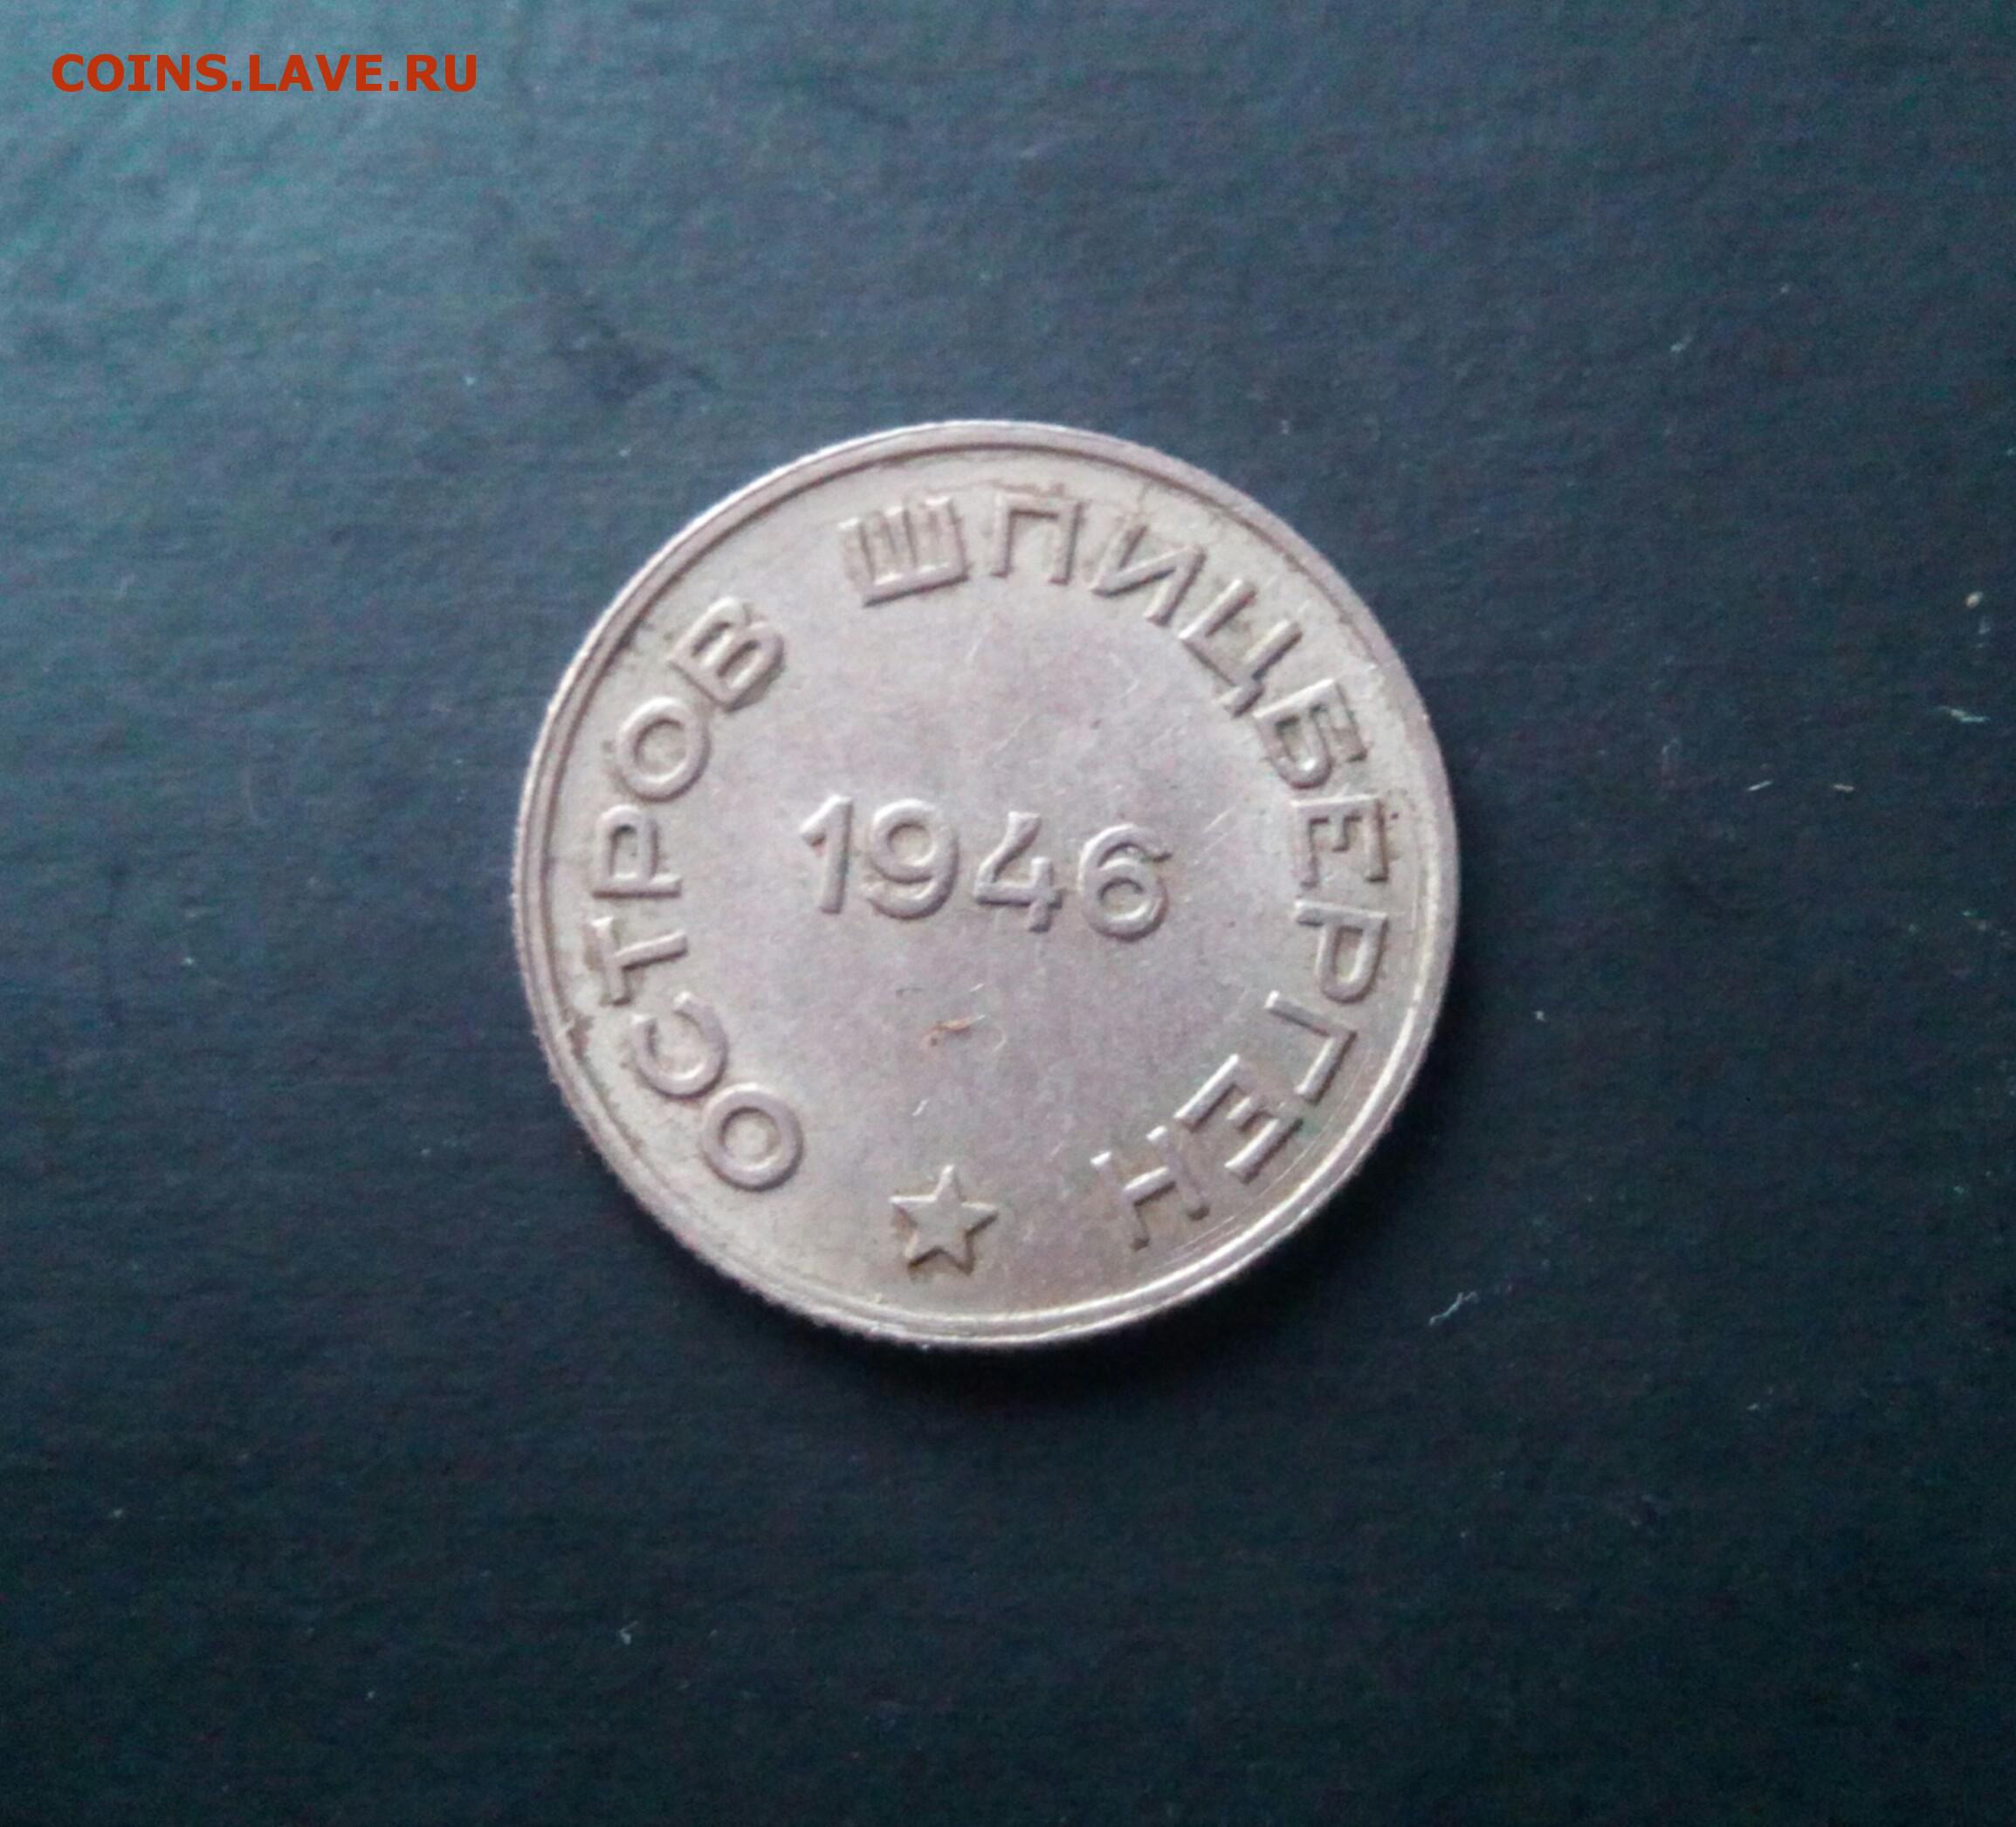 COINS.LAVE.RU
ОСТРОВ ШПИЦБЕРГЕН
1946